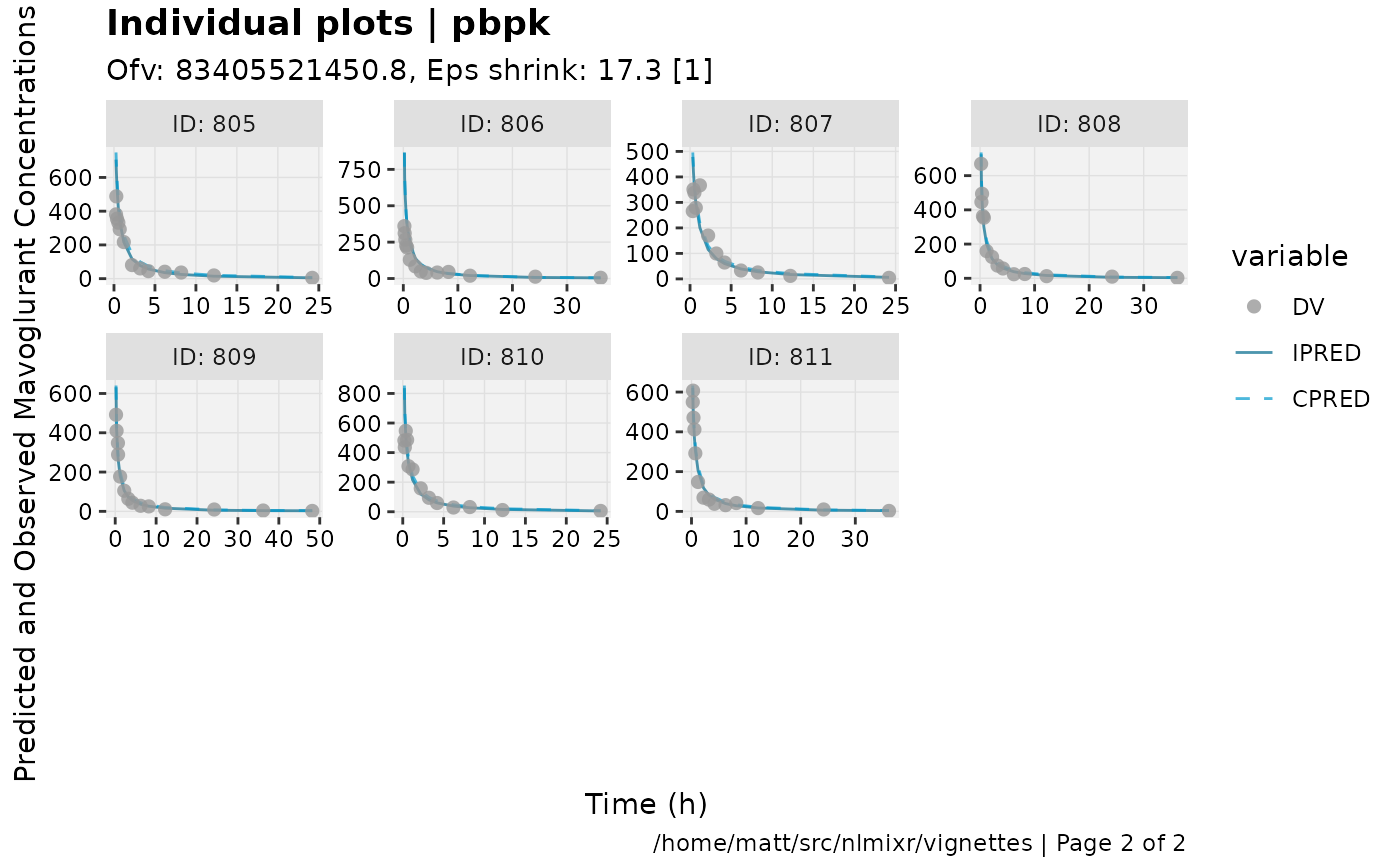 Individual plots | pbpk
Ofv: 83405521450.8, Eps shrink: 17.3 [1]
Predicted and Observed Mavoglurant Concentrations
ID: 805
600
400
200
0
0 5 10 15 20 25
ID: 806
750
500
250
0
0 10 20 30
ID: 807
500
400
300
200
100
0
0 5 10 15 20 25
ID: 808
600
400
200
0
0 10 20 30
ID: 809
600
400
200
0
0 10 20 30 40 50
ID: 810
800
600
400
200
0
0 5 10 15 20 25
ID: 811
600
400
200
0
0 10 20 30
variable
DV
IPRED
CPRED
Time (h)
/home/matt/src/nlmixr/vignettes | Page 2 of 2